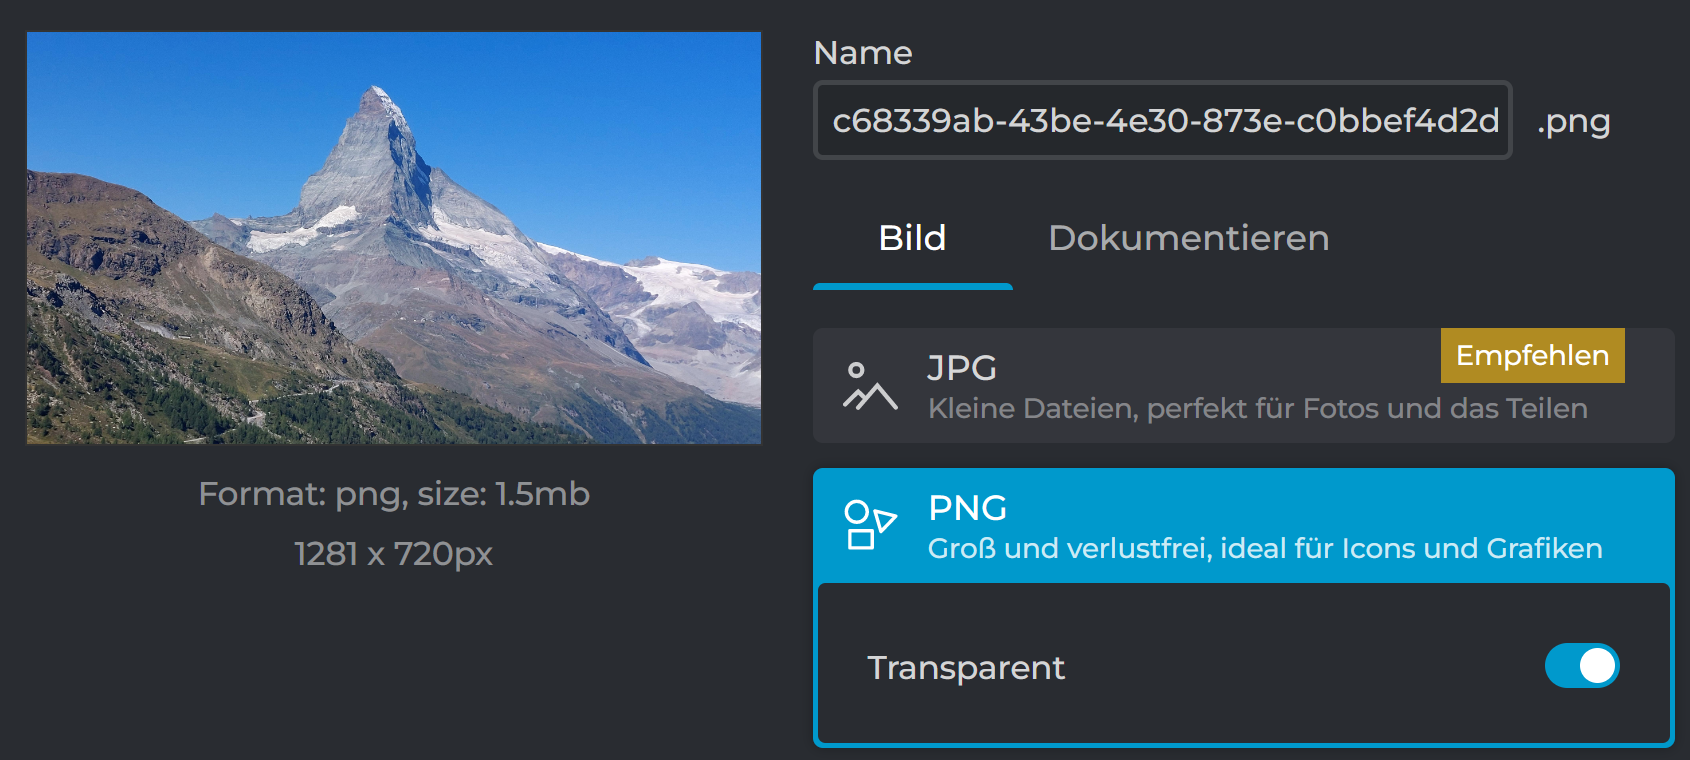 Name
c68339ab-43be-4e30-873e-c0bbef4d2d
.png
Bild
Dokumentieren
JPG
Empfehlen
Kleine Dateien, perfekt für Fotos und das Teilen
PNG
Groß und verlustfrei, ideal für Icons und Grafiken
Transparent
Format: png, size: 1.5mb
1281 x 720px